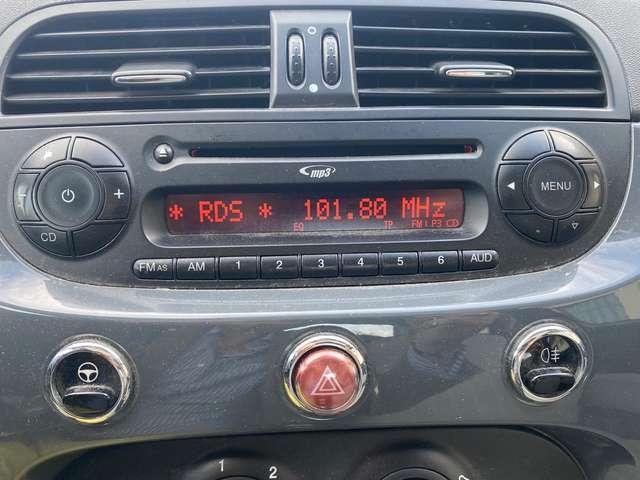 mp3
* RDS * 101.80 MHz
EQ TP FM1 P3 CD
+
CD
MENU
FM AS AM 1 2 3 4 5 6 AUD
1 2